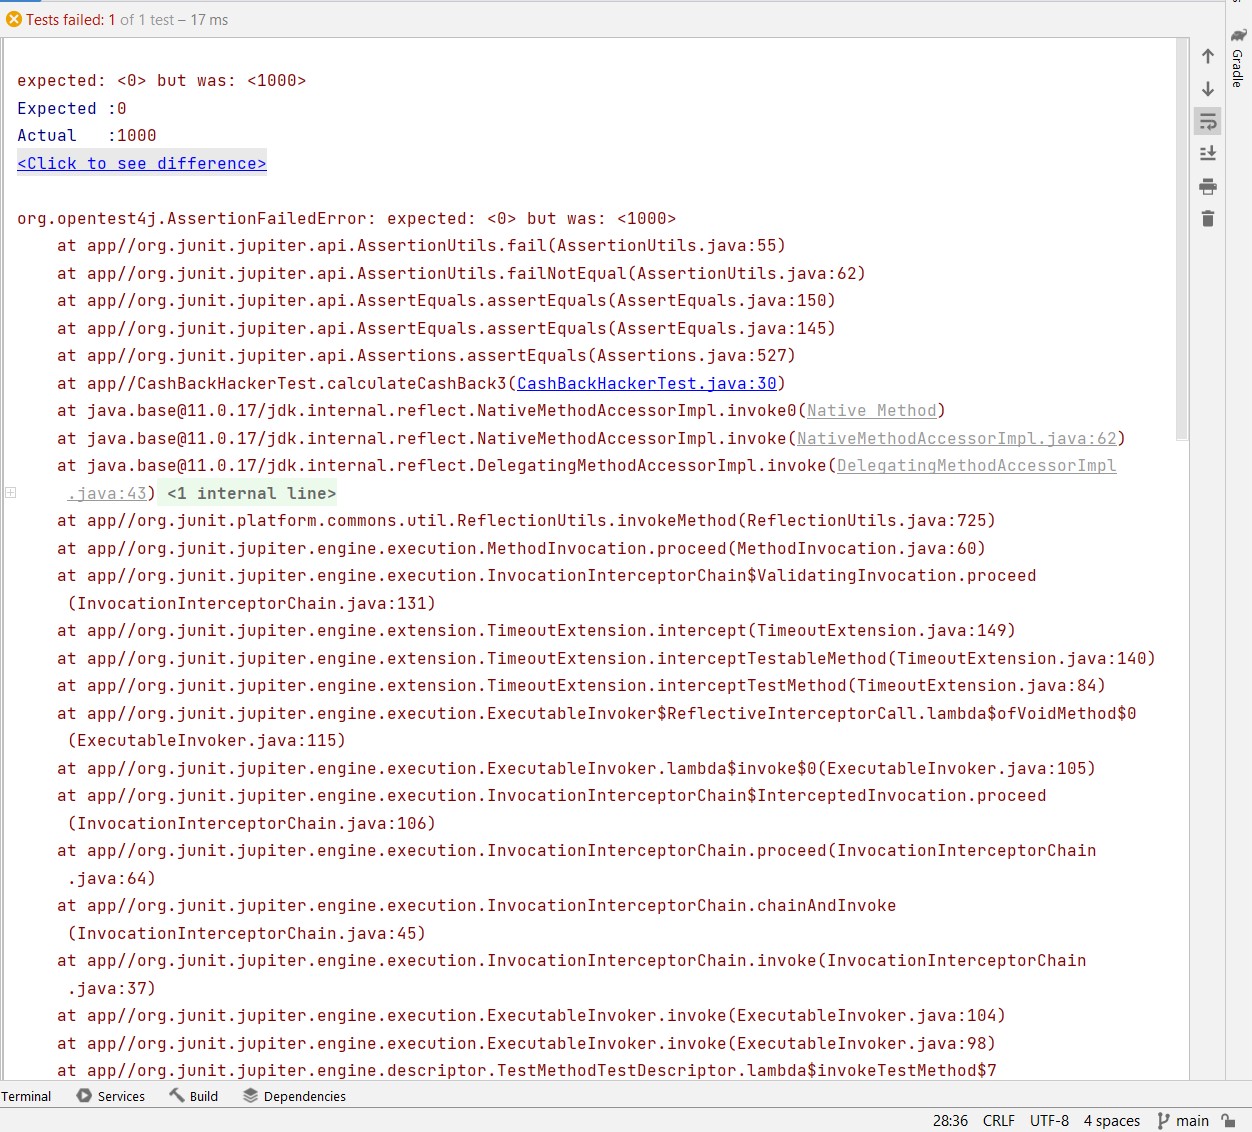 Tests failed: 1 of 1 test – 17 ms
expected: <0> but was: <1000>
Expected :0
Actual   :1000
<Click to see difference>
org.opentest4j.AssertionFailedError: expected: <0> but was: <1000>
at app//org.junit.jupiter.api.AssertionUtils.fail(AssertionUtils.java:55)
at app//org.junit.jupiter.api.AssertionUtils.failNotEqual(AssertionUtils.java:62)
at app//org.junit.jupiter.api.AssertEquals.assertEquals(AssertEquals.java:150)
at app//org.junit.jupiter.api.AssertEquals.assertEquals(AssertEquals.java:145)
at app//org.junit.jupiter.api.Assertions.assertEquals(Assertions.java:527)
at app//CashBackHackerTest.calculateCashBack3(CashBackHackerTest.java:30)
at java.base@11.0.17/jdk.internal.reflect.NativeMethodAccessorImpl.invoke0(Native Method)
at java.base@11.0.17/jdk.internal.reflect.NativeMethodAccessorImpl.invoke(NativeMethodAccessorImpl.java:62)
at java.base@11.0.17/jdk.internal.reflect.DelegatingMethodAccessorImpl.invoke(DelegatingMethodAccessorImpl
.java:43) <1 internal line>
at app//org.junit.platform.commons.util.ReflectionUtils.invokeMethod(ReflectionUtils.java:725)
at app//org.junit.jupiter.engine.execution.MethodInvocation.proceed(MethodInvocation.java:60)
at app//org.junit.jupiter.engine.execution.InvocationInterceptorChain$ValidatingInvocation.proceed
(InvocationInterceptorChain.java:131)
at app//org.junit.jupiter.engine.extension.TimeoutExtension.intercept(TimeoutExtension.java:149)
at app//org.junit.jupiter.engine.extension.TimeoutExtension.interceptTestableMethod(TimeoutExtension.java:140)
at app//org.junit.jupiter.engine.extension.TimeoutExtension.interceptTestMethod(TimeoutExtension.java:84)
at app//org.junit.jupiter.engine.execution.ExecutableInvoker$ReflectiveInterceptorCall.lambda$ofVoidMethod$0
(ExecutableInvoker.java:115)
at app//org.junit.jupiter.engine.execution.ExecutableInvoker.lambda$invoke$0(ExecutableInvoker.java:105)
at app//org.junit.jupiter.engine.execution.InvocationInterceptorChain$InterceptedInvocation.proceed
(InvocationInterceptorChain.java:106)
at app//org.junit.jupiter.engine.execution.InvocationInterceptorChain.proceed(InvocationInterceptorChain
.java:64)
at app//org.junit.jupiter.engine.execution.InvocationInterceptorChain.chainAndInvoke
(InvocationInterceptorChain.java:45)
at app//org.junit.jupiter.engine.execution.InvocationInterceptorChain.invoke(InvocationInterceptorChain
.java:37)
at app//org.junit.jupiter.engine.execution.ExecutableInvoker.invoke(ExecutableInvoker.java:104)
at app//org.junit.jupiter.engine.execution.ExecutableInvoker.invoke(ExecutableInvoker.java:98)
at app//org.junit.jupiter.engine.descriptor.TestMethodTestDescriptor.lambda$invokeTestMethod$7
Gradle
Terminal Services Build Dependencies
28:36 CRLF UTF-8 4 spaces main